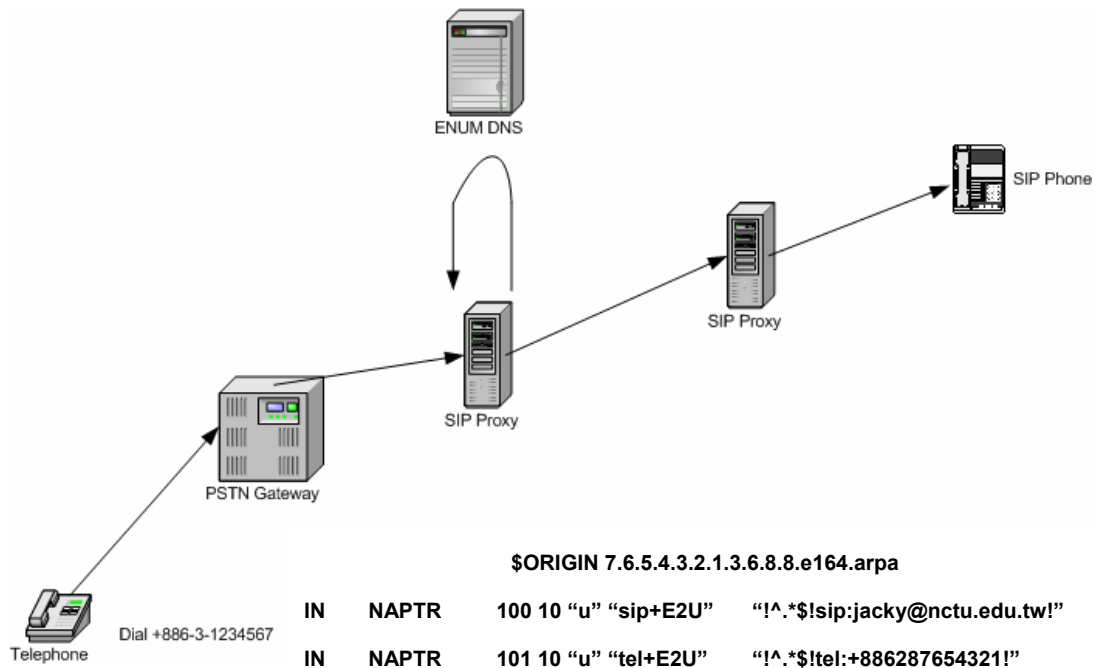 ENUM DNS
SIP Phone
SIP Proxy
SIP Proxy
PSTN Gateway
Telephone
Dial +886-3-1234567
$ORIGIN 7.6.5.4.3.2.1.3.6.8.8.e164.arpa
IN NAPTR 100 10 “u” “sip+E2U” “!^.*$!sip:jacky@nctu.edu.tw!”
IN NAPTR 101 10 “u” “tel+E2U” “!^.*$!tel:+886287654321!”